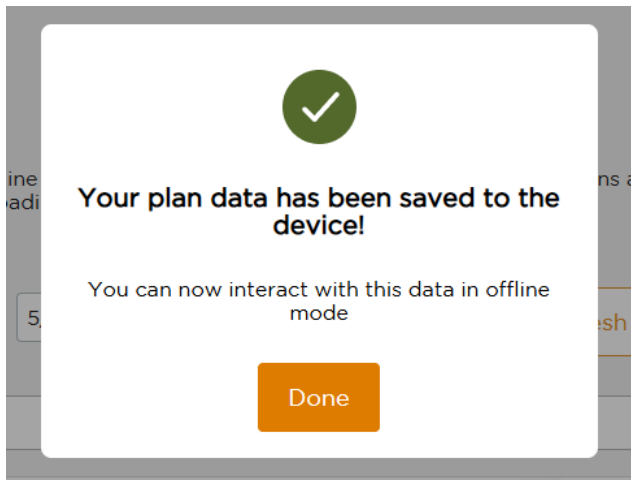 Your plan data has been saved to the
device!
You can now interact with this data in offline
mode
Done